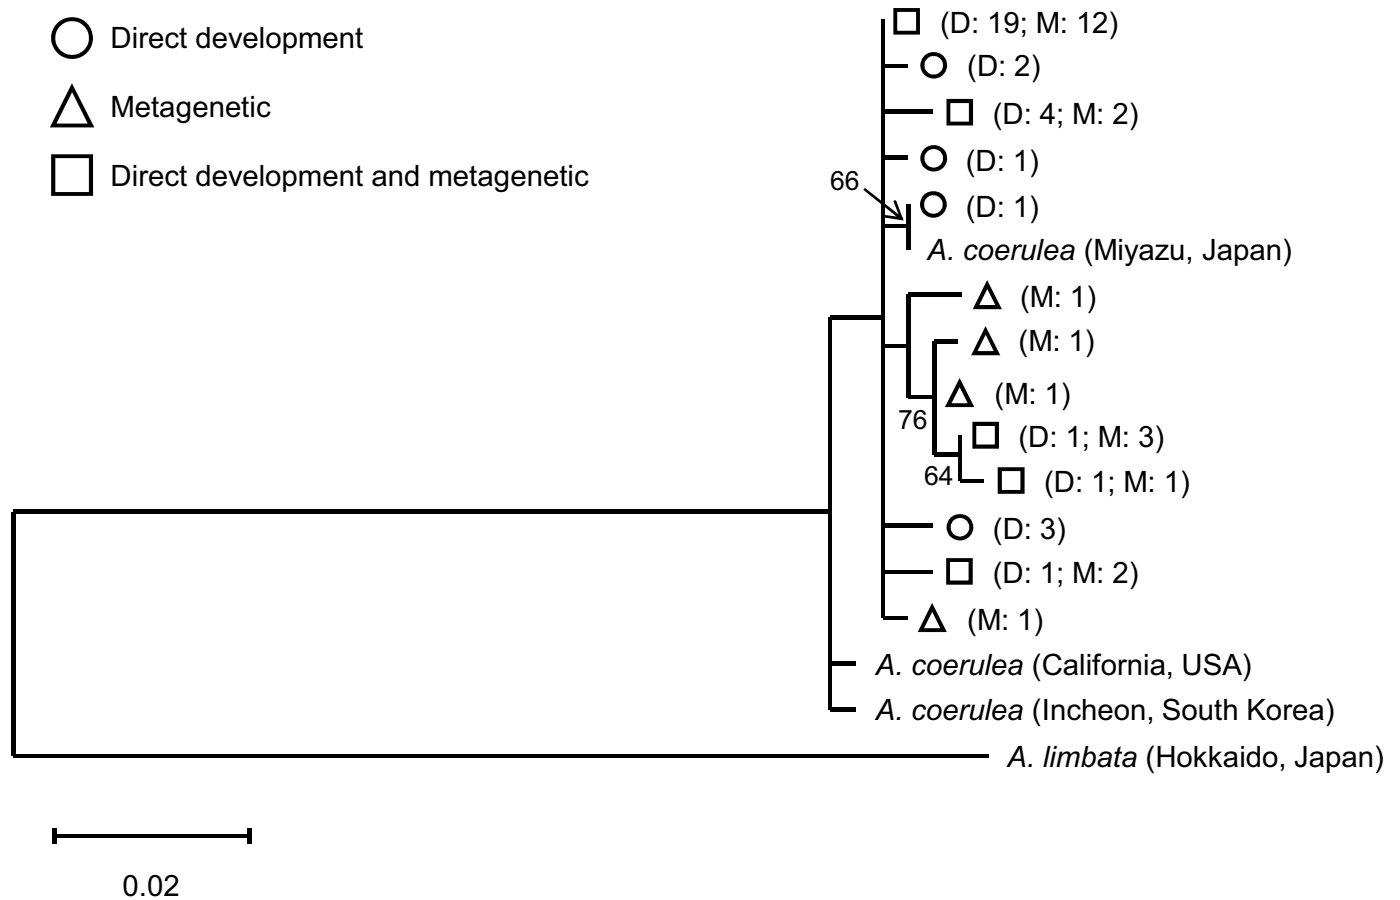 Direct development
Metagenetic
Direct development and metagenetic
(D: 19; M: 12)
(D: 2)
(D: 4; M: 2)
(D: 1)
66
(D: 1)
A. coerulea (Miyazu, Japan)
(M: 1)
(M: 1)
(M: 1)
76
(D: 1; M: 3)
64
(D: 1; M: 1)
(D: 3)
(D: 1; M: 2)
(M: 1)
A. coerulea (California, USA)
A. coerulea (Incheon, South Korea)
A. limbata (Hokkaido, Japan)
0.02